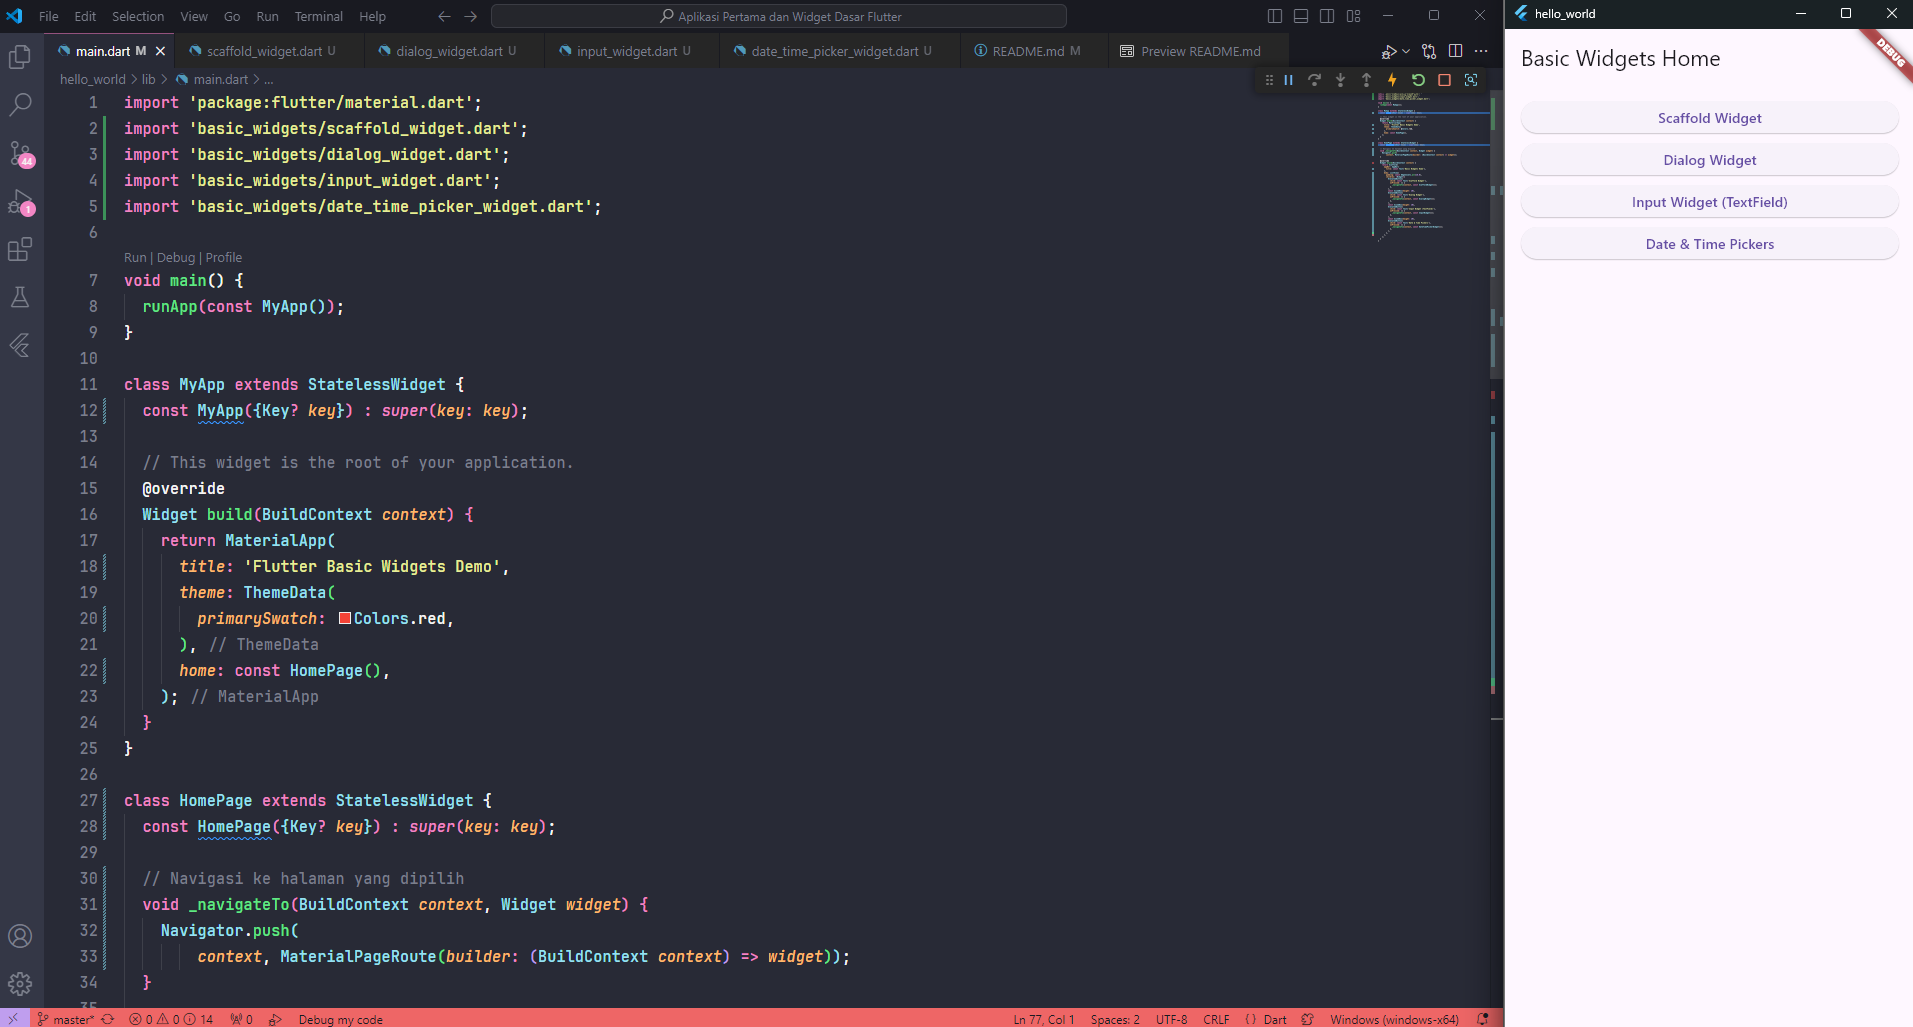 File Edit Selection View Go Run Terminal Help
Aplikasi Pertama dan Widget Dasar Flutter
main.dart M
scaffold_widget.dart U
dialog_widget.dart U
input_widget.dart U
date_time_picker_widget.dart U
README.md M
Preview README.md
hello_world > lib > main.dart > ...
1 import 'package:flutter/material.dart';
2 import 'basic_widgets/scaffold_widget.dart';
3 import 'basic_widgets/dialog_widget.dart';
4 import 'basic_widgets/input_widget.dart';
5 import 'basic_widgets/date_time_picker_widget.dart';
6
Run | Debug | Profile
7 void main() {
8 runApp(const MyApp());
9 }
10
11 class MyApp extends StatelessWidget {
12 const MyApp({Key? key}) : super(key: key);
13
14 // This widget is the root of your application.
15 @override
16 Widget build(BuildContext context) {
17 return MaterialApp(
18 title: 'Flutter Basic Widgets Demo',
19 theme: ThemeData(
20 primarySwatch: Colors.red,
21 ), // ThemeData
22 home: const HomePage(),
23 ); // MaterialApp
24 }
25 }
26
27 class HomePage extends StatelessWidget {
28 const HomePage({Key? key}) : super(key: key);
29
30 // Navigasi ke halaman yang dipilih
31 void _navigateTo(BuildContext context, Widget widget) {
32 Navigator.push(
33 context, MaterialPageRoute(builder: (BuildContext context) => widget));
34 }
35
44
1
master* 0 0 14 0 Debug my code
Ln 77, Col 1 Spaces: 2 UTF-8 CRLF {} Dart Windows (windows-x64)
hello_world
DEBUG
Basic Widgets Home
Scaffold Widget
Dialog Widget
Input Widget (TextField)
Date & Time Pickers